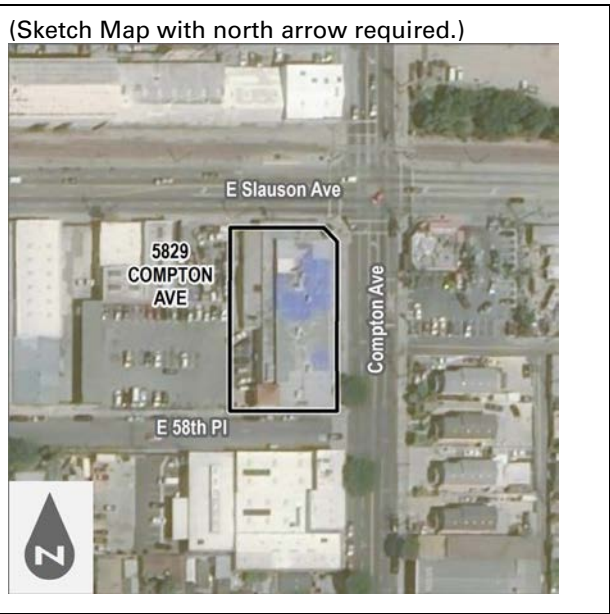 (Sketch Map with north arrow required.)
E Slauson Ave
5829
COMPTON
AVE
Compton Ave
E 58th Pl
N